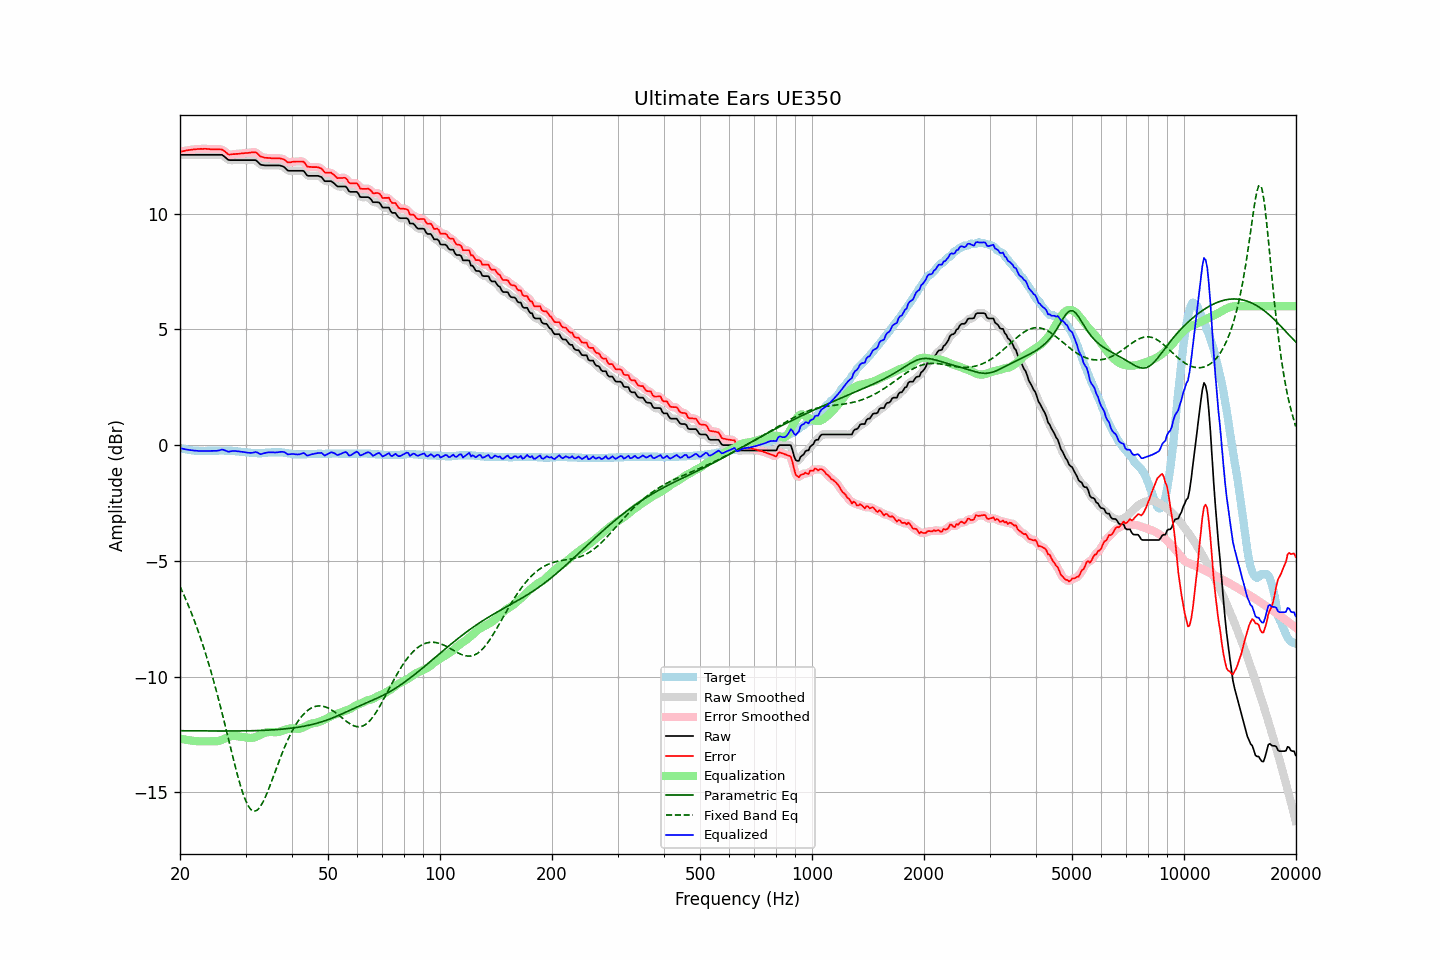 Ultimate Ears UE350
Amplitude (dBr)
10
5
0
−5
−10
−15
Target
Raw Smoothed
Error Smoothed
Raw
Error
Equalization
Parametric Eq
Fixed Band Eq
Equalized
20 50 100 200 500 1000 2000 5000 10000 20000
Frequency (Hz)